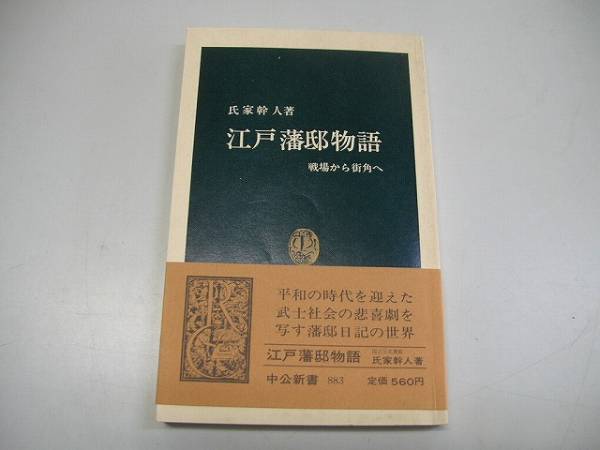 氏家幹人著
江戸藩邸物語
戦場から街角へ
平和の時代を迎えた
武士社会の悲喜劇を
写す藩邸日記の世界
江戸藩邸物語 氏家幹人著
中公新書 883 定価560円